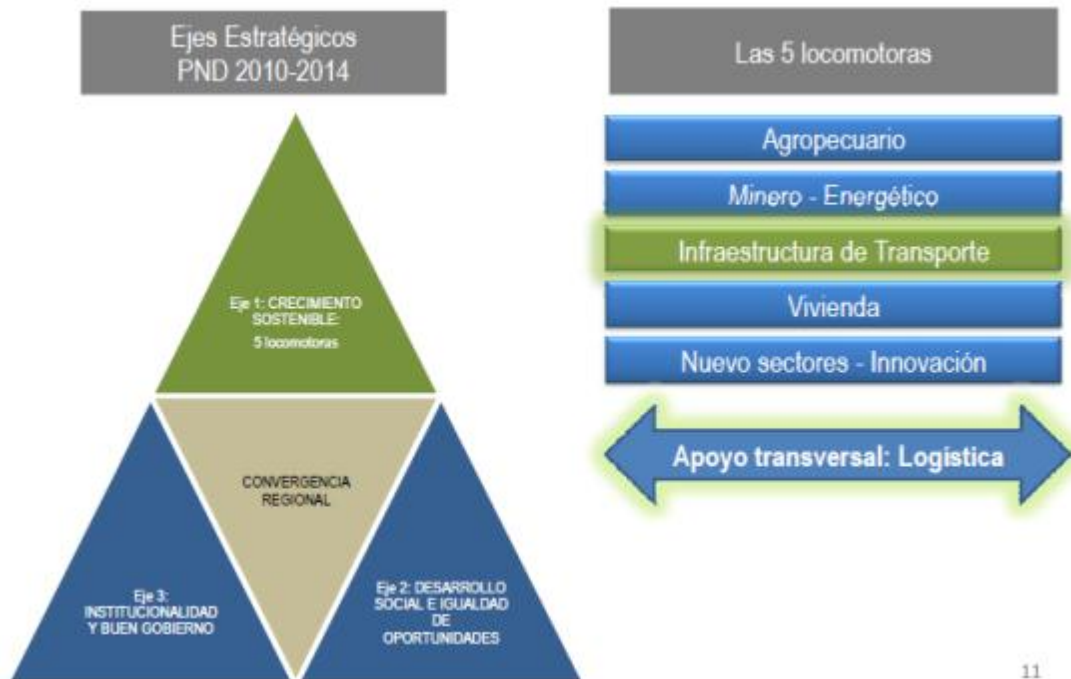 Ejes Estratégicos
PND 2010-2014
Las 5 locomotoras
Eje 1: CRECIMIENTO
SOSTENIBLE:
5 locomotoras
CONVERGENCIA
REGIONAL
Eje 3:
INSTITUCIONALIDAD
Y BUEN GOBIERNO
Eje 2: DESARROLLO
SOCIAL E IGUALDAD
DE
OPORTUNIDADES
Agropecuario
Minero - Energético
Infraestructura de Transporte
Vivienda
Nuevo sectores - Innovación
Apoyo transversal: Logística
11